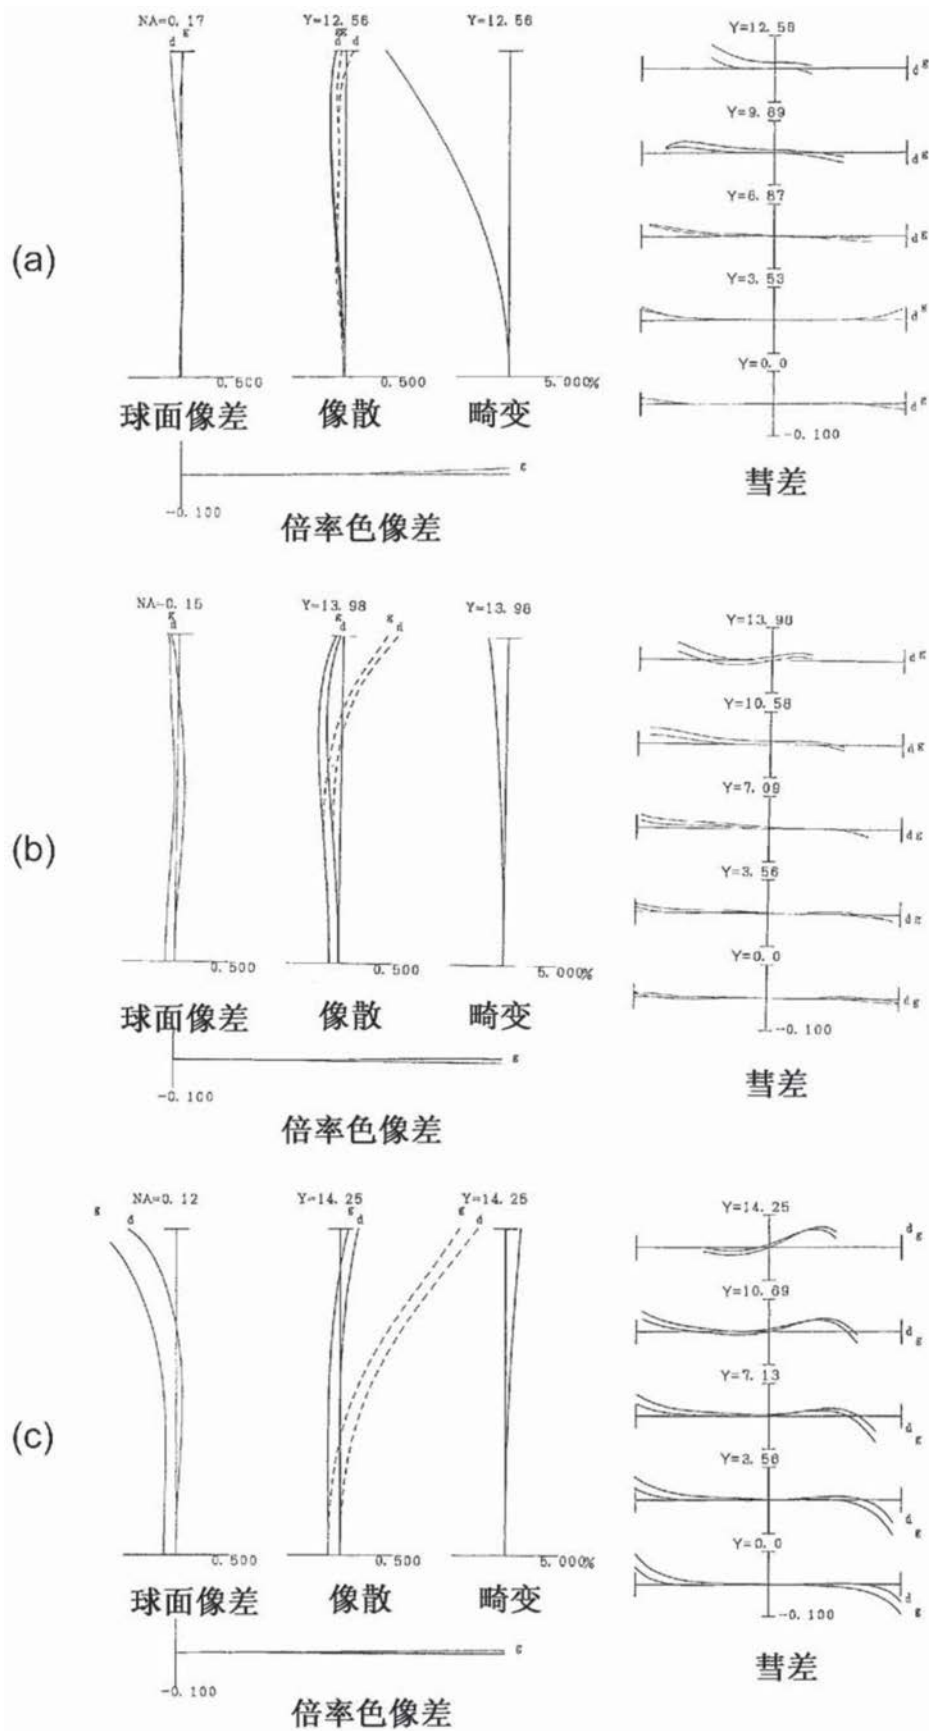 (a)
NA=0.17
d g
Y=12.56
g g
d d
Y=12.56
0.500
球面像差
0.500
像散
5.000%
畸变
g
-0.100
倍率色像差
Y=12.56
d g
Y=9.89
d g
Y=6.87
d g
Y=3.53
d g
Y=0.0
d g
-0.100
彗差
(b)
NA=0.15
g
d
Y=13.98
g
d
g
d
Y=13.98
0.500
球面像差
0.500
像散
5.000%
畸变
g
-0.100
倍率色像差
Y=13.98
d g
Y=10.58
d g
Y=7.09
d g
Y=3.56
d g
Y=0.0
d g
-0.100
彗差
(c)
NA=0.12
g
d
Y=14.25
g
d
g
d
Y=14.25
0.500
球面像差
0.500
像散
5.000%
畸变
g
-0.100
倍率色像差
Y=14.25
d g
Y=10.69
d g
Y=7.13
d g
Y=3.56
d g
Y=0.0
d g
-0.100
彗差